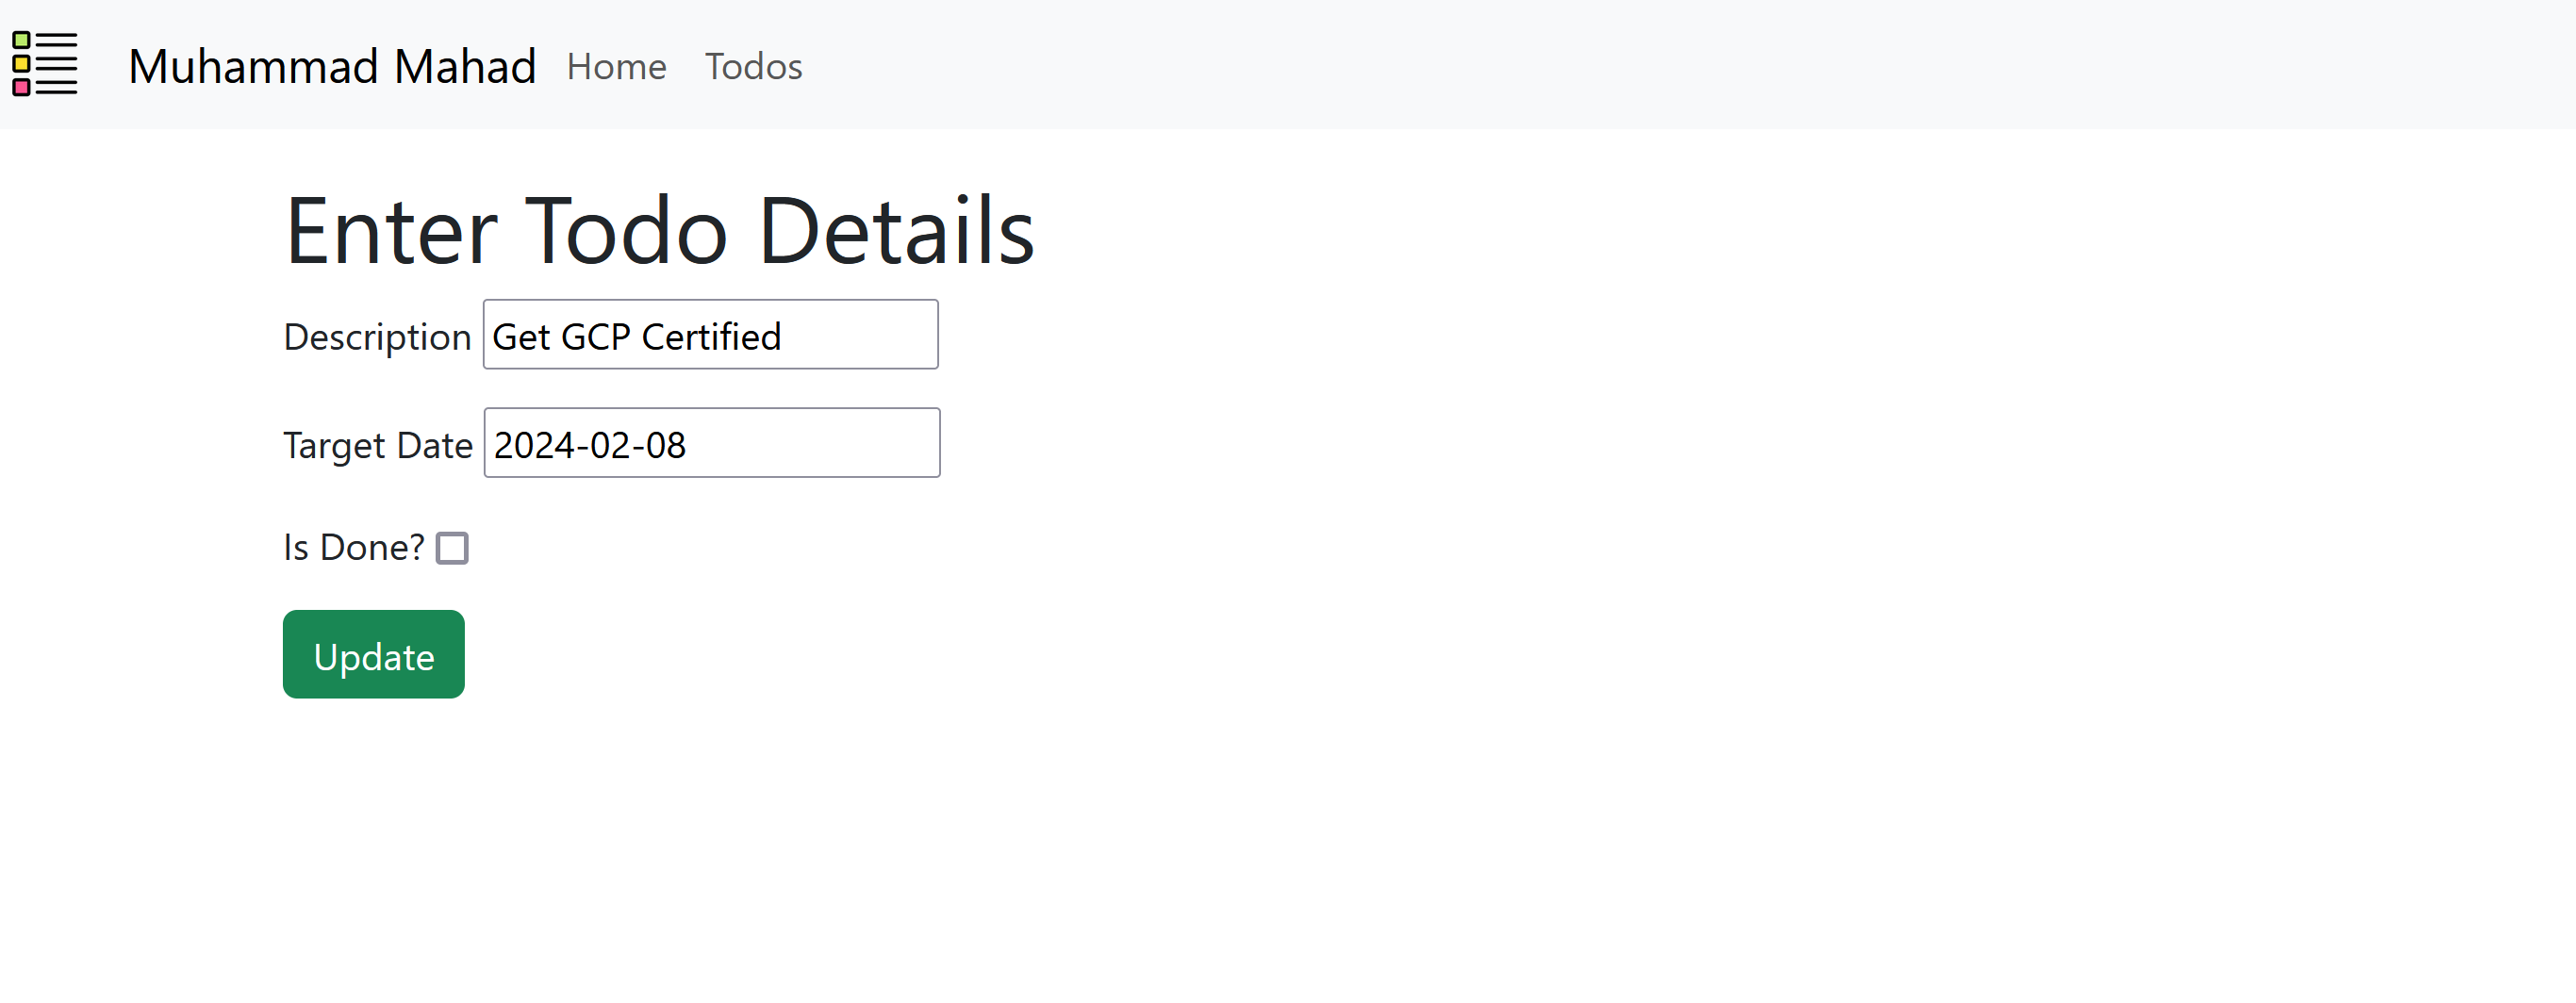 Muhammad Mahad Home Todos
Enter Todo Details
Description Get GCP Certified
Target Date 2024-02-08
Is Done?
Update